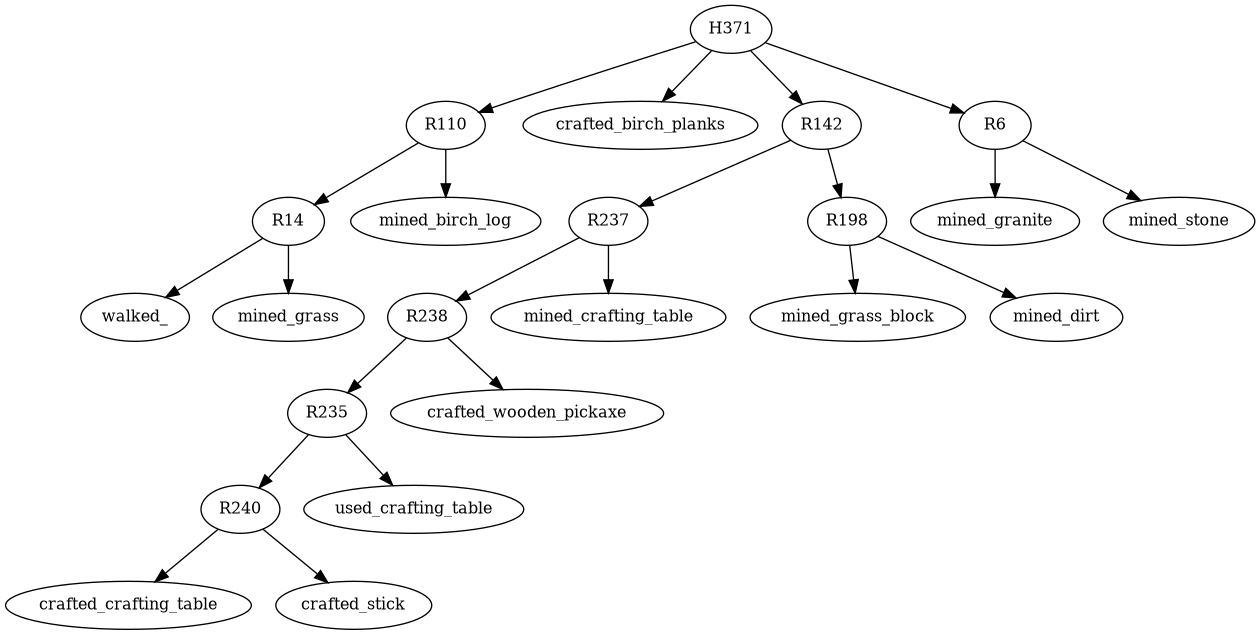 H371
R110
crafted_birch_planks
R142
R6
R14
mined_birch_log
R237
R198
mined_granite
mined_stone
walked_
mined_grass
R238
mined_crafting_table
mined_grass_block
mined_dirt
R235
crafted_wooden_pickaxe
R240
used_crafting_table
crafted_crafting_table
crafted_stick